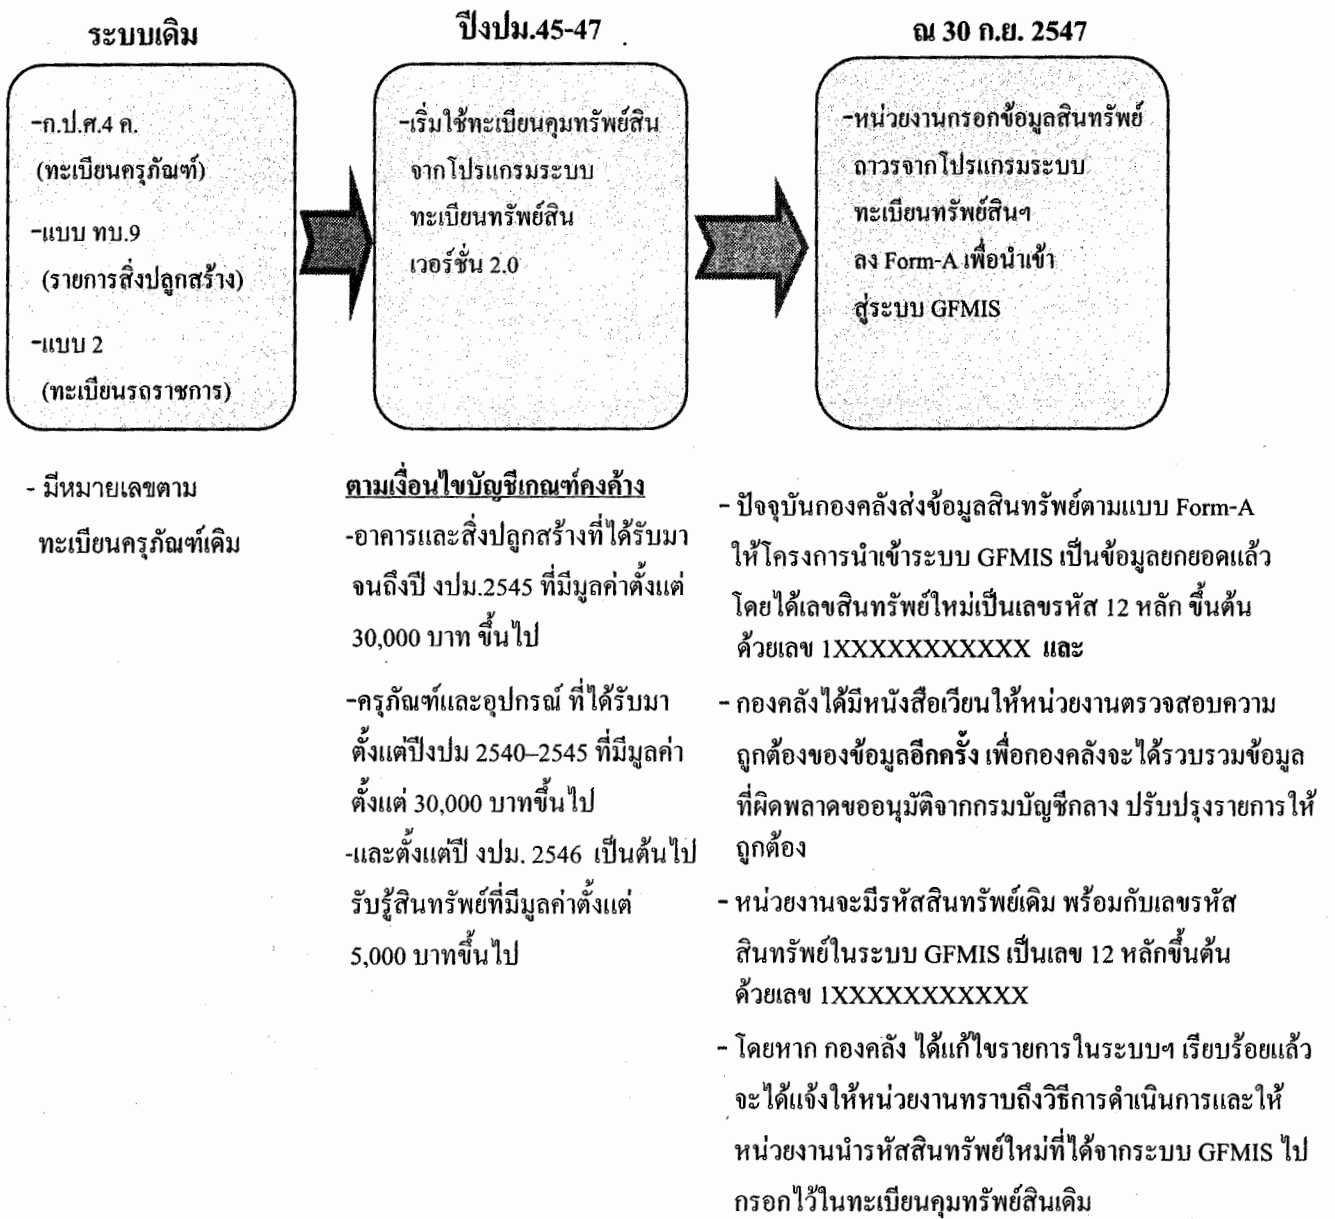 ระบบเดิม
-ก.ป.ศ.4 ค.
(ทะเบียนครุภัณฑ์)
-แบบ ทบ.9
(รายการสิ่งปลูกสร้าง)
-แบบ 2
(ทะเบียนรถราชการ)
- มีหมายเลขตาม
ทะเบียนครุภัณฑ์เดิม
ปีงปม.45-47
-เริ่มใช้ทะเบียนคุมทรัพย์สิน
จากโปรแกรมระบบ
ทะเบียนทรัพย์สิน
เวอร์ชั่น 2.0
ตามเงื่อนไขบัญชีเกณฑ์คงค้าง
-อาคารและสิ่งปลูกสร้างที่ได้รับมา
จนถึงปี งปม.2545 ที่มีมูลค่าตั้งแต่
30,000 บาท ขึ้นไป
-ครุภัณฑ์และอุปกรณ์ ที่ได้รับมา
ตั้งแต่ปีงปม 2540–2545 ที่มีมูลค่า
ตั้งแต่ 30,000 บาทขึ้นไป
-และตั้งแต่ปี งปม. 2546 เป็นต้นไป
รับรู้สินทรัพย์ที่มีมูลค่าตั้งแต่
5,000 บาทขึ้นไป
ณ 30 ก.ย. 2547
-หน่วยงานกรอกข้อมูลสินทรัพย์
ถาวรจากโปรแกรมระบบ
ทะเบียนทรัพย์สินฯ
ลง Form-A เพื่อนำเข้า
สู่ระบบ GFMIS
- ปัจจุบันกองคลังส่งข้อมูลสินทรัพย์ตามแบบ Form-A
ให้โครงการนำเข้าระบบ GFMIS เป็นข้อมูลยกยอดแล้ว
โดยได้เลขสินทรัพย์ใหม่เป็นเลขรหัส 12 หลัก ขึ้นต้น
ด้วยเลข 1XXXXXXXXXXX และ
- กองคลังได้มีหนังสือเวียนให้หน่วยงานตรวจสอบความ
ถูกต้องของข้อมูลอีกครั้ง เพื่อกองคลังจะได้รวบรวมข้อมูล
ที่ผิดพลาดขออนุมัติจากกรมบัญชีกลาง ปรับปรุงรายการให้
ถูกต้อง
- หน่วยงานจะมีรหัสสินทรัพย์เดิม พร้อมกับเลขรหัส
สินทรัพย์ในระบบ GFMIS เป็นเลข 12 หลักขึ้นต้น
ด้วยเลข 1XXXXXXXXXXX
- โดยหาก กองคลัง ได้แก้ไขรายการในระบบฯ เรียบร้อยแล้ว
จะได้แจ้งให้หน่วยงานทราบถึงวิธีการดำเนินการและให้
หน่วยงานนำรหัสสินทรัพย์ใหม่ที่ได้จากระบบ GFMIS ไป
กรอกไว้ในทะเบียนคุมทรัพย์สินเดิม